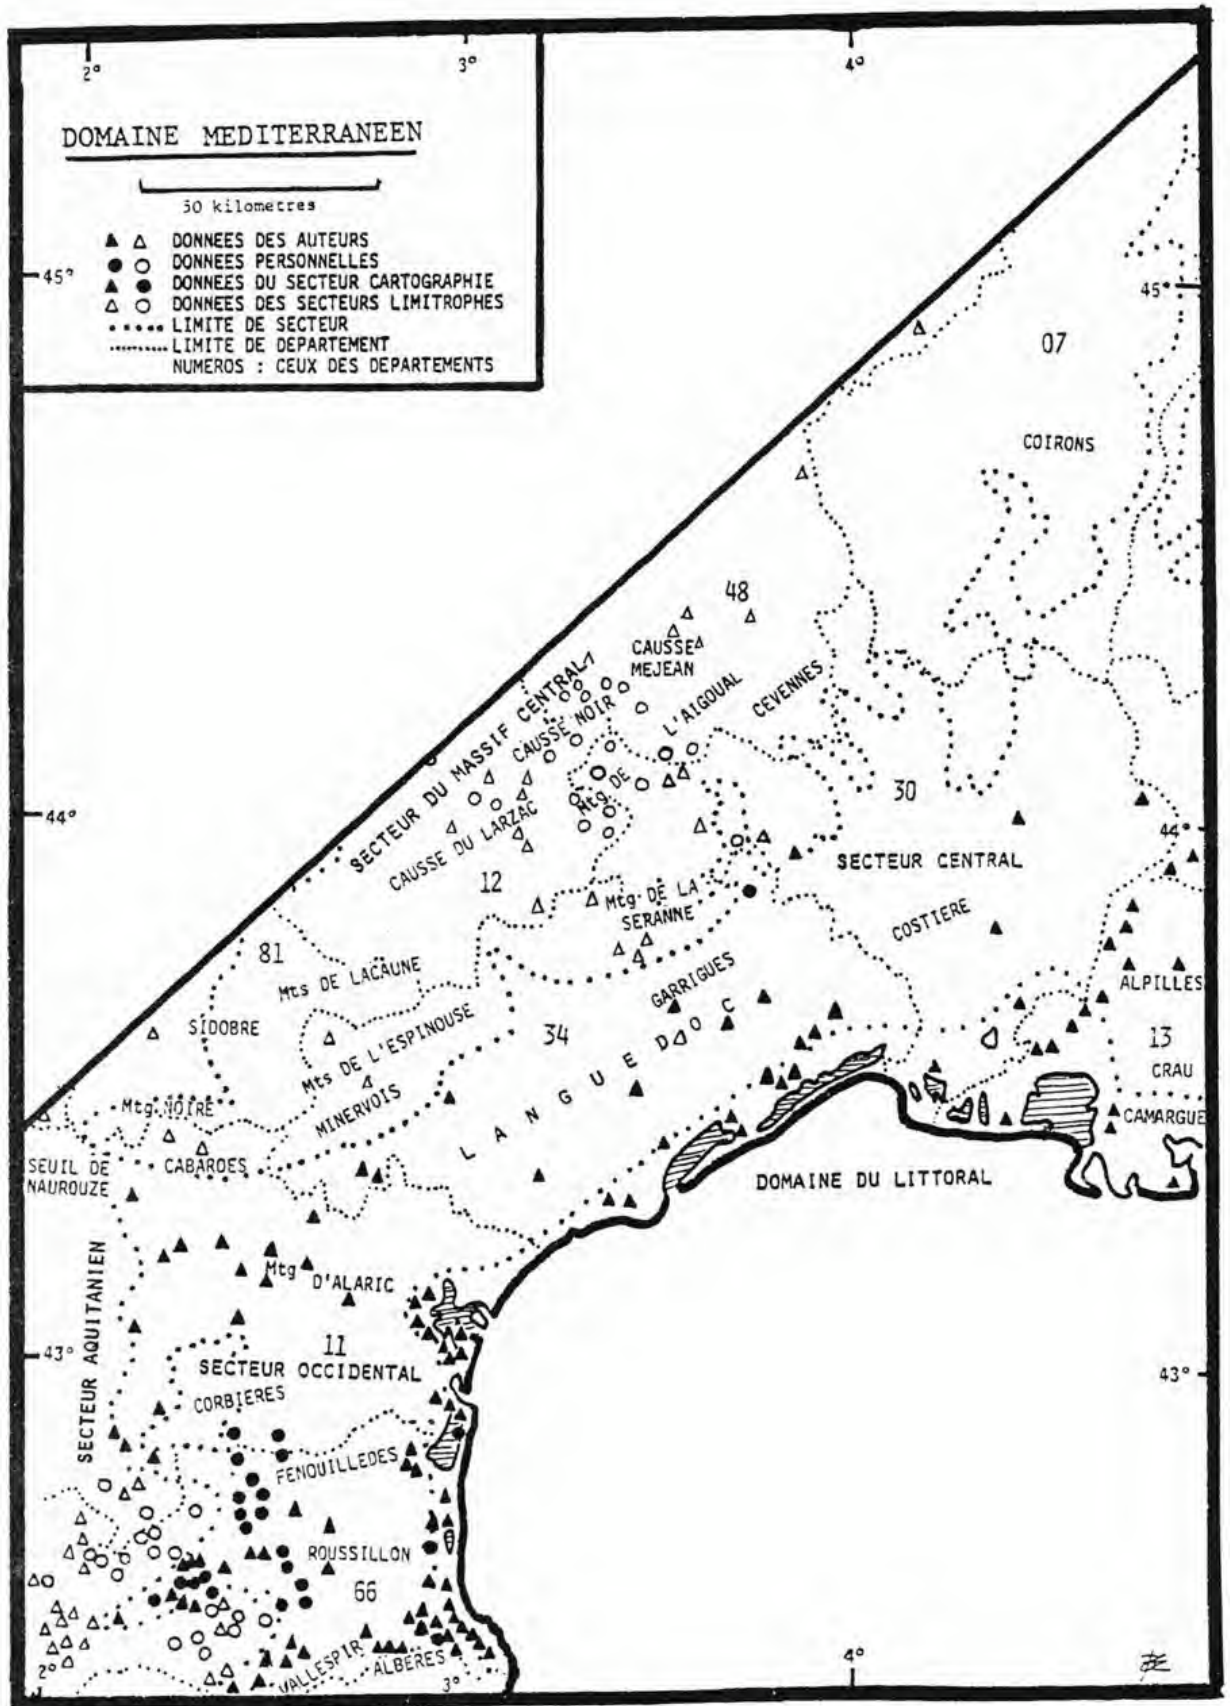 2°
3°
4°
DOMAINE MEDITERRANEEN
50 kilometres
DONNEES DES AUTEURS
DONNEES PERSONNELLES
DONNEES DU SECTEUR CARTOGRAPHIE
DONNEES DES SECTEURS LIMITROPHES
LIMITE DE SECTEUR
LIMITE DE DEPARTEMENT
NUMEROS : CEUX DES DEPARTEMENTS
45°
45°
07
COIRONS
48
CAUSSE
MEJEAN
SECTEUR DU MASSIF CENTRAL
CAUSSE NOIR
Mtg DE L'AIGOUAL
CEVENNES
30
44°
44°
CAUSSE DU LARZAC
SECTEUR CENTRAL
12
Mtg DE LA
SERANNE
COSTIERE
81
Mts DE LACAUNE
GARRIGUES
ALPILLES
SIDOBRE
Mts DE L'ESPINOUSE
34
13
CRAU
Mtg NOIRE
MINERVOIS
LANGUEDOC
CAMARGUE
SEUIL DE
NAUROUZE
CABARDES
DOMAINE DU LITTORAL
SECTEUR AQUITANIEN
Mtg D'ALARIC
11
43°
43°
SECTEUR OCCIDENTAL
CORBIERES
FENOUILLEDES
ROUSSILLON
66
VALLESPIR
ALBERES
2°
3°
4°